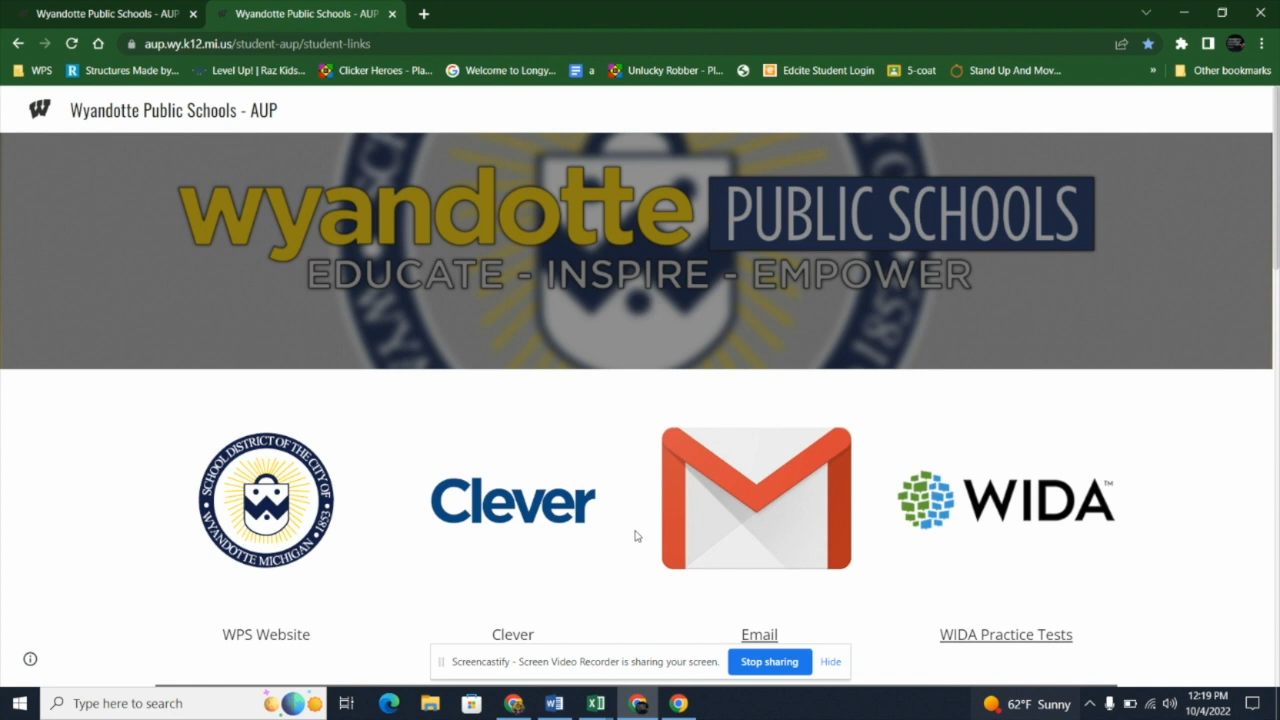 Wyandotte Public Schools - AUP
Wyandotte Public Schools - AUP
aup.wy.k12.mi.us/student-aup/student-links
WPS Structures Made by... Level Up! | Raz Kids... Clicker Heroes - Pla... Welcome to Longy... a Unlucky Robber - Pl... Edcite Student Login 5-coat Stand Up And Mov... » Other bookmarks
W Wyandotte Public Schools - AUP
wyandotte PUBLIC SCHOOLS
EDUCATE - INSPIRE - EMPOWER
SCHOOL DISTRICT OF THE CITY OF
WYANDOTTE MICHIGAN
1853
Clever
WIDA™
WPS Website
Clever
Email
WIDA Practice Tests
Screencastify - Screen Video Recorder is sharing your screen. Stop sharing Hide
Type here to search
62°F Sunny
12:19 PM
10/4/2022